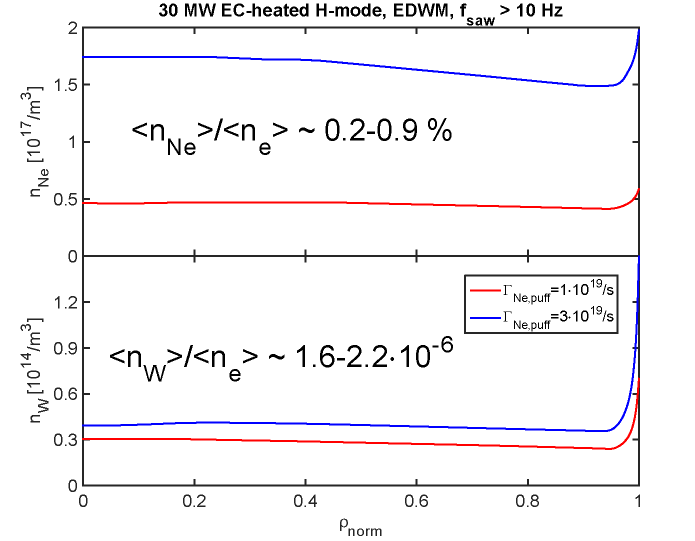 30 MW EC-heated H-mode, EDWM, f_saw > 10 Hz
2
1.5
1
0.5
0
n_Ne [10^17/m^3]
<n_Ne>/<n_e> ~ 0.2-0.9 %
1.2
0.9
0.6
0.3
0
n_W [10^14/m^3]
Γ_Ne,puff=1·10^19/s
Γ_Ne,puff=3·10^19/s
<n_W>/<n_e> ~ 1.6-2.2·10^-6
0 0.2 0.4 0.6 0.8 1
ρ_norm